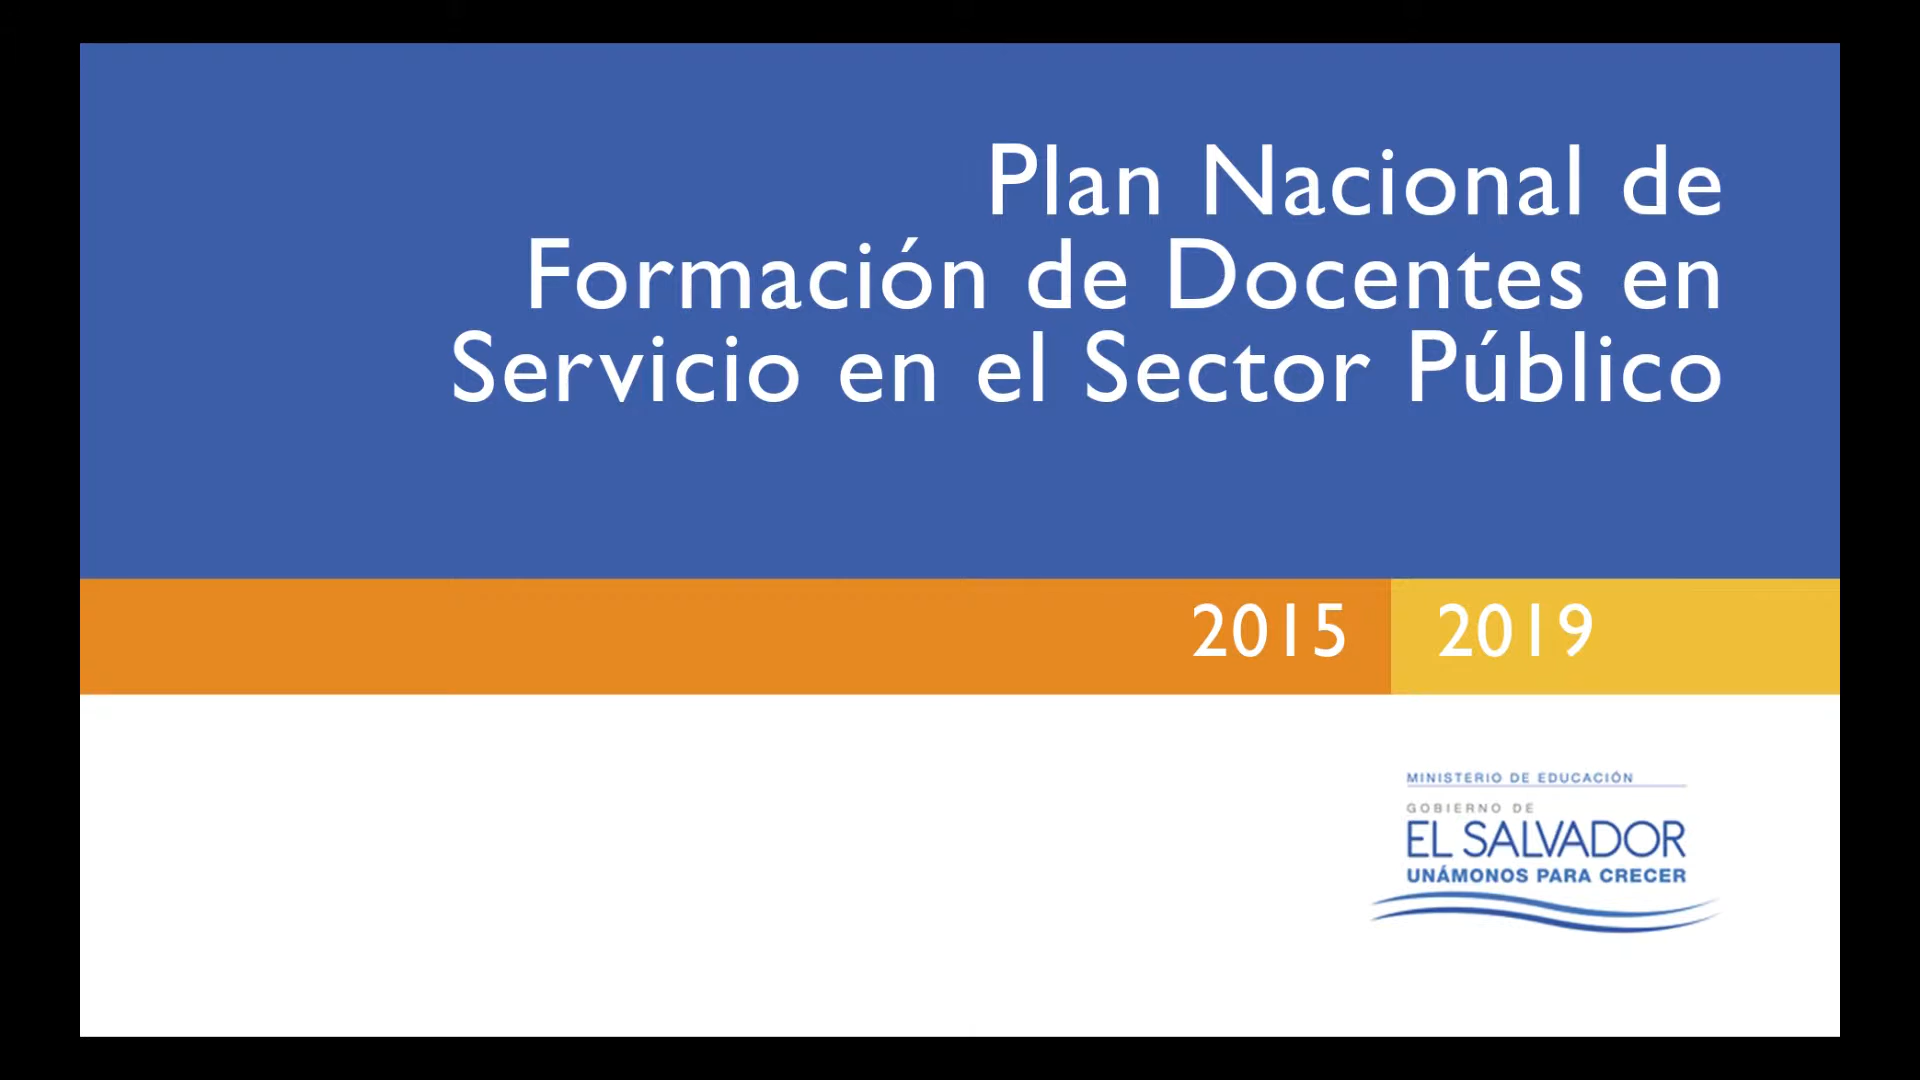 Plan Nacional de
Formación de Docentes en
Servicio en el Sector Público
2015 2019
MINISTERIO DE EDUCACIÓN
GOBIERNO DE
EL SALVADOR
UNÁMONOS PARA CRECER